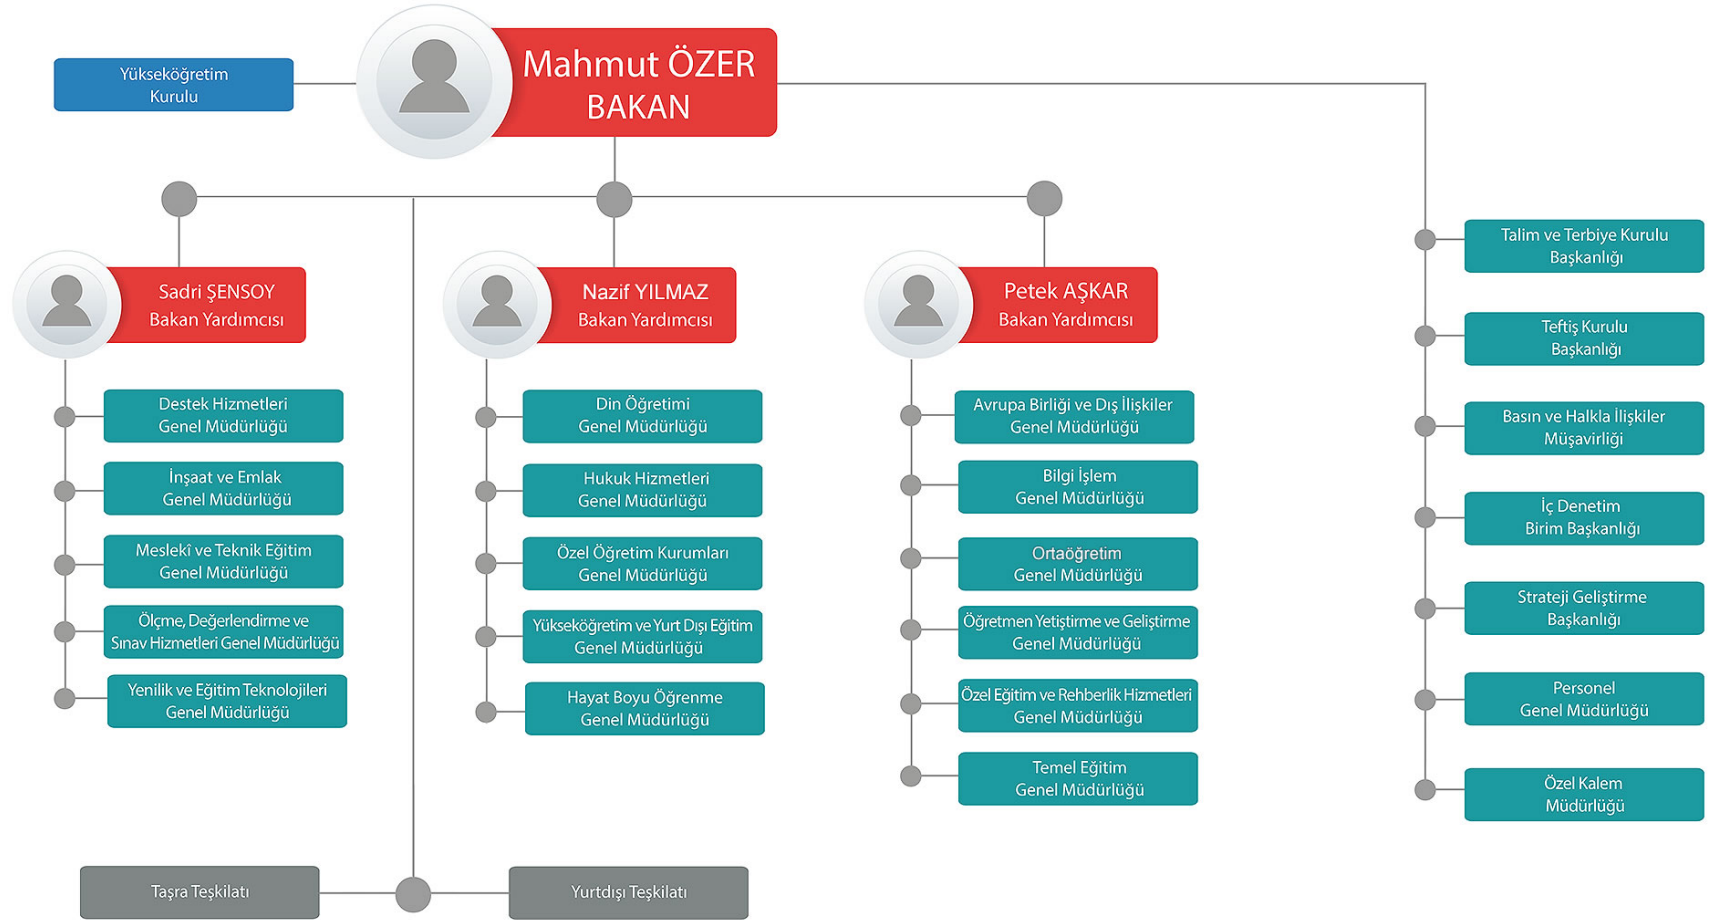 Yükseköğretim
Kurulu
Mahmut ÖZER
BAKAN
Sadri ŞENSOY
Bakan Yardımcısı
Destek Hizmetleri
Genel Müdürlüğü
İnşaat ve Emlak
Genel Müdürlüğü
Meslekî ve Teknik Eğitim
Genel Müdürlüğü
Ölçme, Değerlendirme ve
Sınav Hizmetleri Genel Müdürlüğü
Yenilik ve Eğitim Teknolojileri
Genel Müdürlüğü
Nazif YILMAZ
Bakan Yardımcısı
Din Öğretimi
Genel Müdürlüğü
Hukuk Hizmetleri
Genel Müdürlüğü
Özel Öğretim Kurumları
Genel Müdürlüğü
Yükseköğretim ve Yurt Dışı Eğitim
Genel Müdürlüğü
Hayat Boyu Öğrenme
Genel Müdürlüğü
Petek AŞKAR
Bakan Yardımcısı
Avrupa Birliği ve Dış İlişkiler
Genel Müdürlüğü
Bilgi İşlem
Genel Müdürlüğü
Ortaöğretim
Genel Müdürlüğü
Öğretmen Yetiştirme ve Geliştirme
Genel Müdürlüğü
Özel Eğitim ve Rehberlik Hizmetleri
Genel Müdürlüğü
Temel Eğitim
Genel Müdürlüğü
Talim ve Terbiye Kurulu
Başkanlığı
Teftiş Kurulu
Başkanlığı
Basın ve Halkla İlişkiler
Müşavirliği
İç Denetim
Birim Başkanlığı
Strateji Geliştirme
Başkanlığı
Personel
Genel Müdürlüğü
Özel Kalem
Müdürlüğü
Taşra Teşkilatı
Yurtdışı Teşkilatı